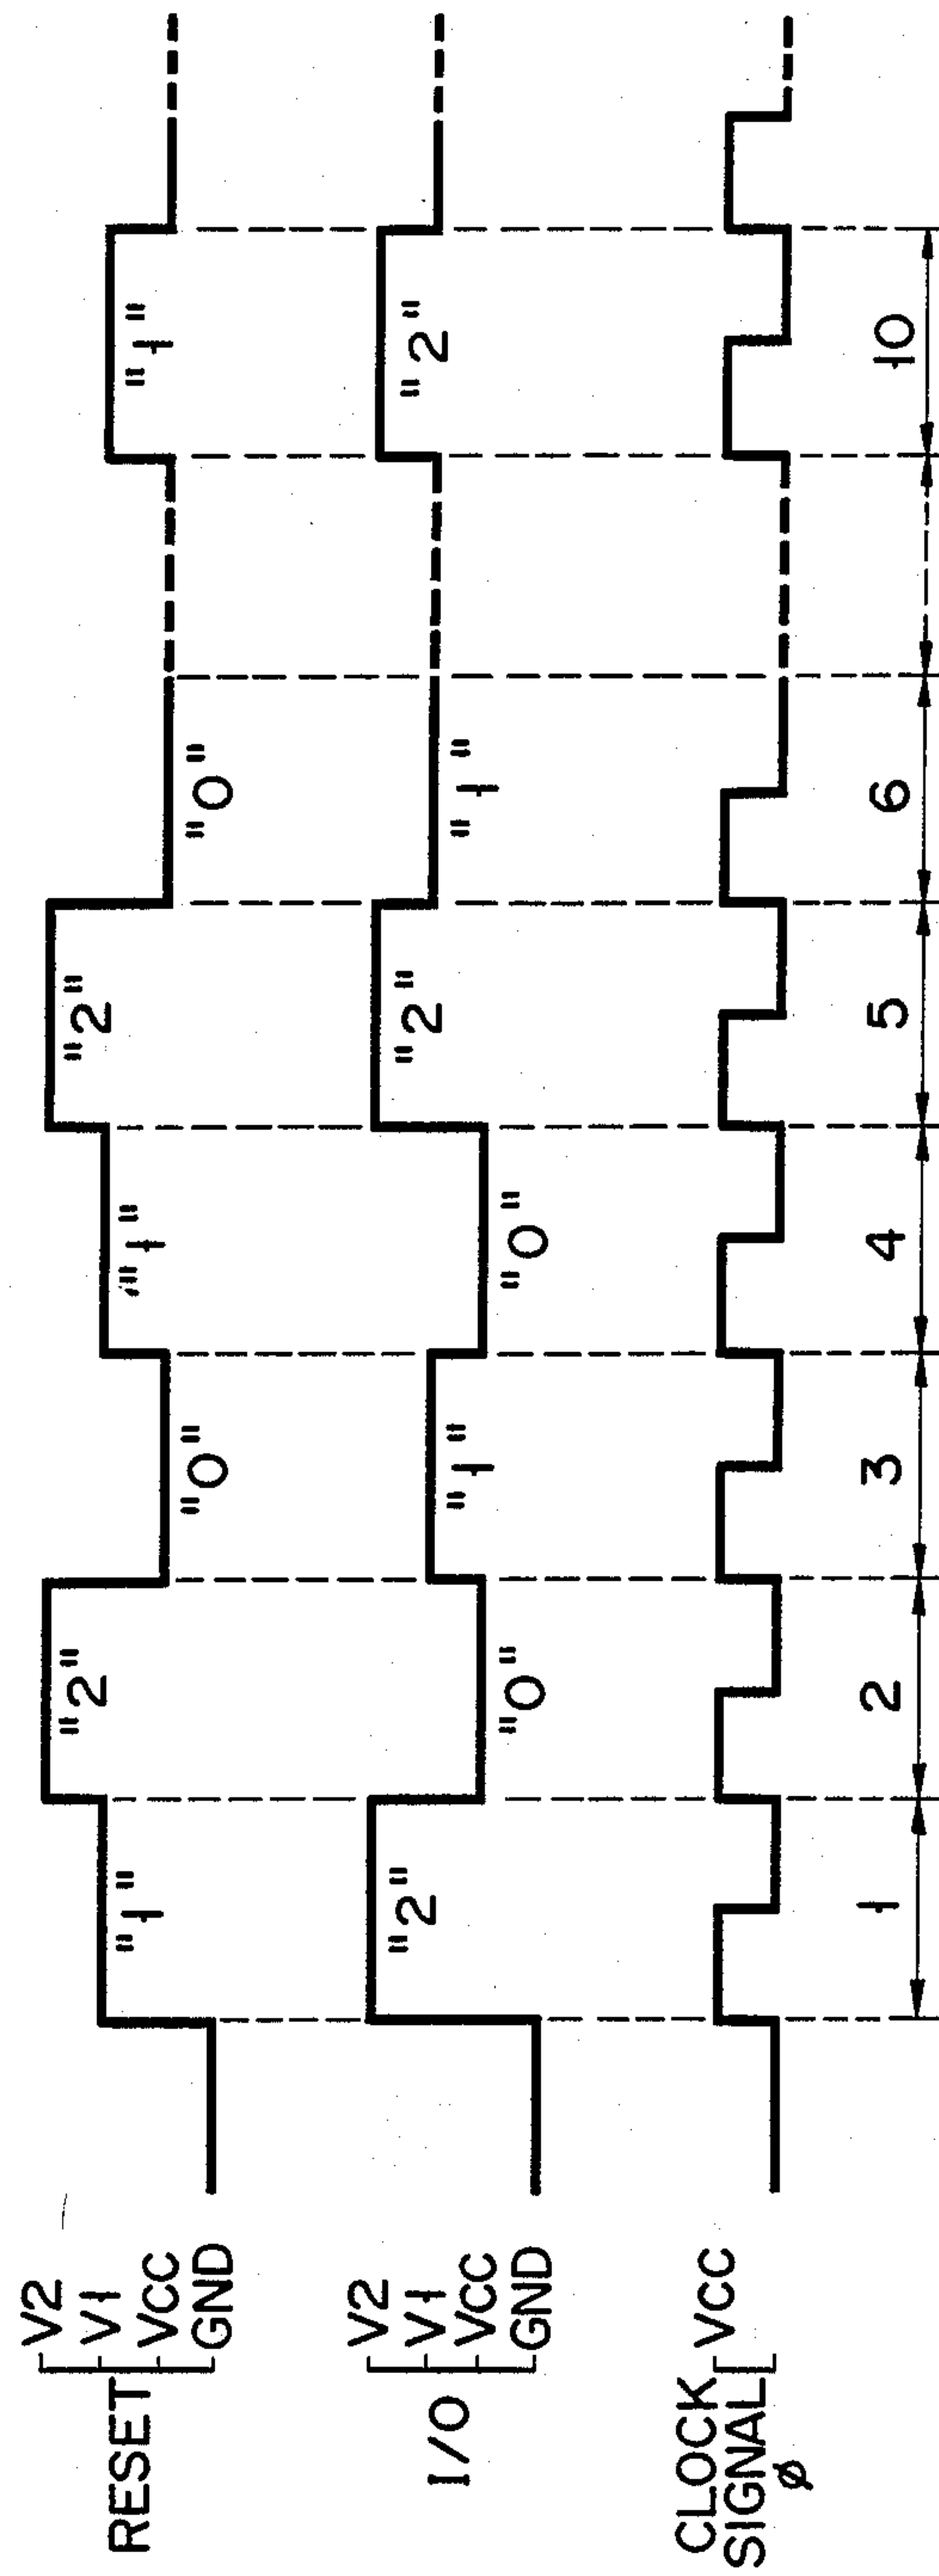 RESET
V2
V1
VCC
GND
"1"
"2"
"0"
"1"
"2"
"0"
"1"
I/O
V2
V1
VCC
GND
"2"
"0"
"1"
"0"
"2"
"1"
"2"
CLOCK
SIGNAL
φ
VCC
1
2
3
4
5
6
10